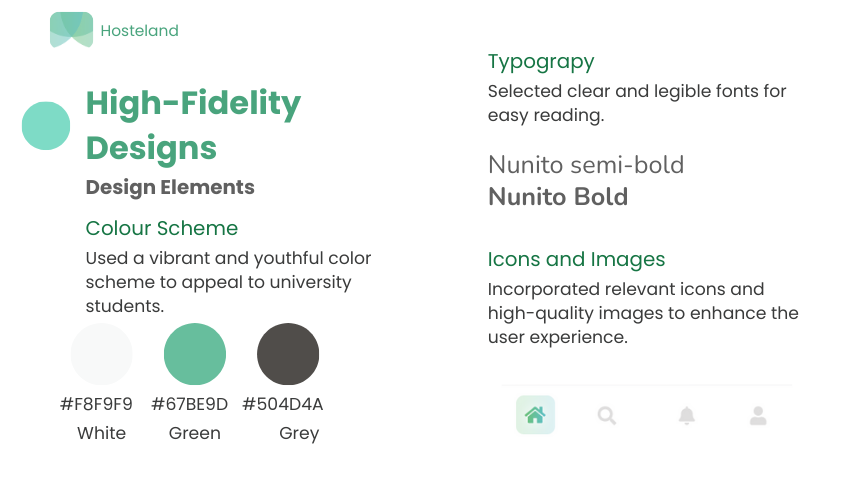 Hosteland
High-Fidelity
Designs
Design Elements
Colour Scheme
Used a vibrant and youthful color
scheme to appeal to university
students.
#F8F9F9 #67BE9D #504D4A
White Green Grey
Typograpy
Selected clear and legible fonts for
easy reading.
Nunito semi-bold
Nunito Bold
Icons and Images
Incorporated relevant icons and
high-quality images to enhance the
user experience.